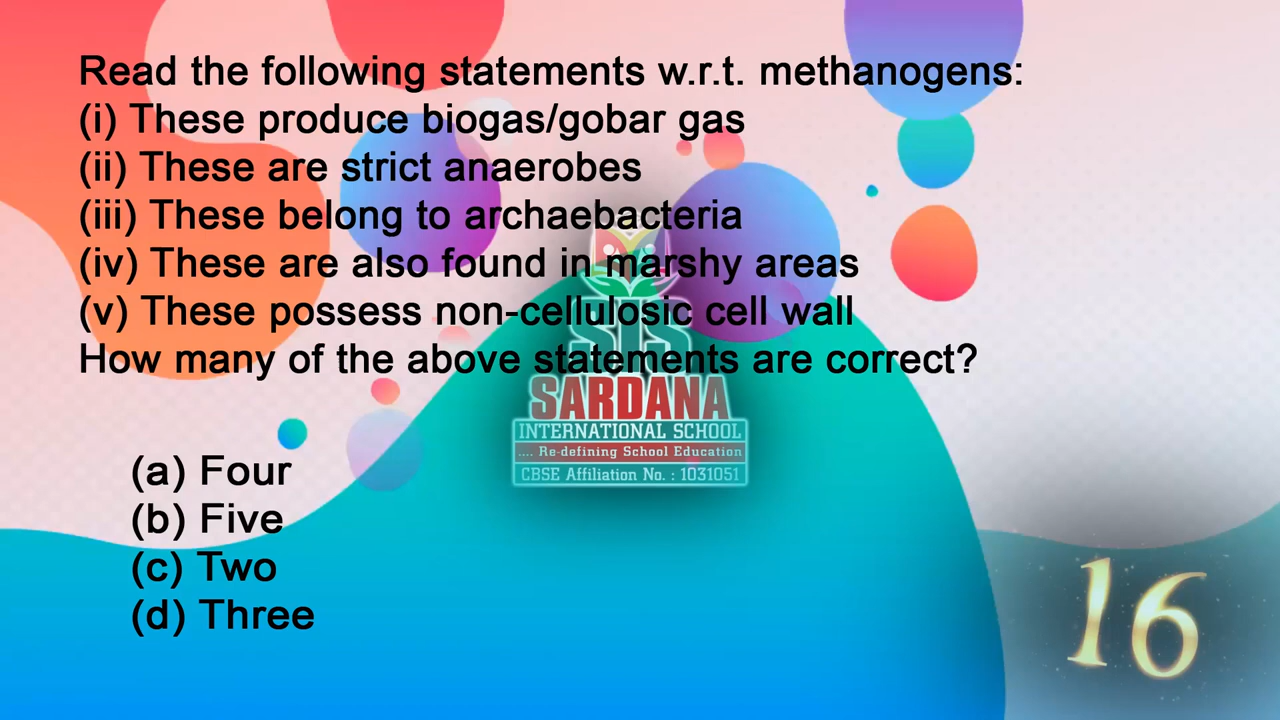 Read the following statements w.r.t. methanogens:
(i) These produce biogas/gobar gas
(ii) These are strict anaerobes
(iii) These belong to archaebacteria
(iv) These are also found in marshy areas
(v) These possess non-cellulosic cell wall
How many of the above statements are correct?
SIS
SARDANA
INTERNATIONAL SCHOOL
.... Re-defining School Education
CBSE Affiliation No. : 1031051
(a) Four
(b) Five
(c) Two
(d) Three
16